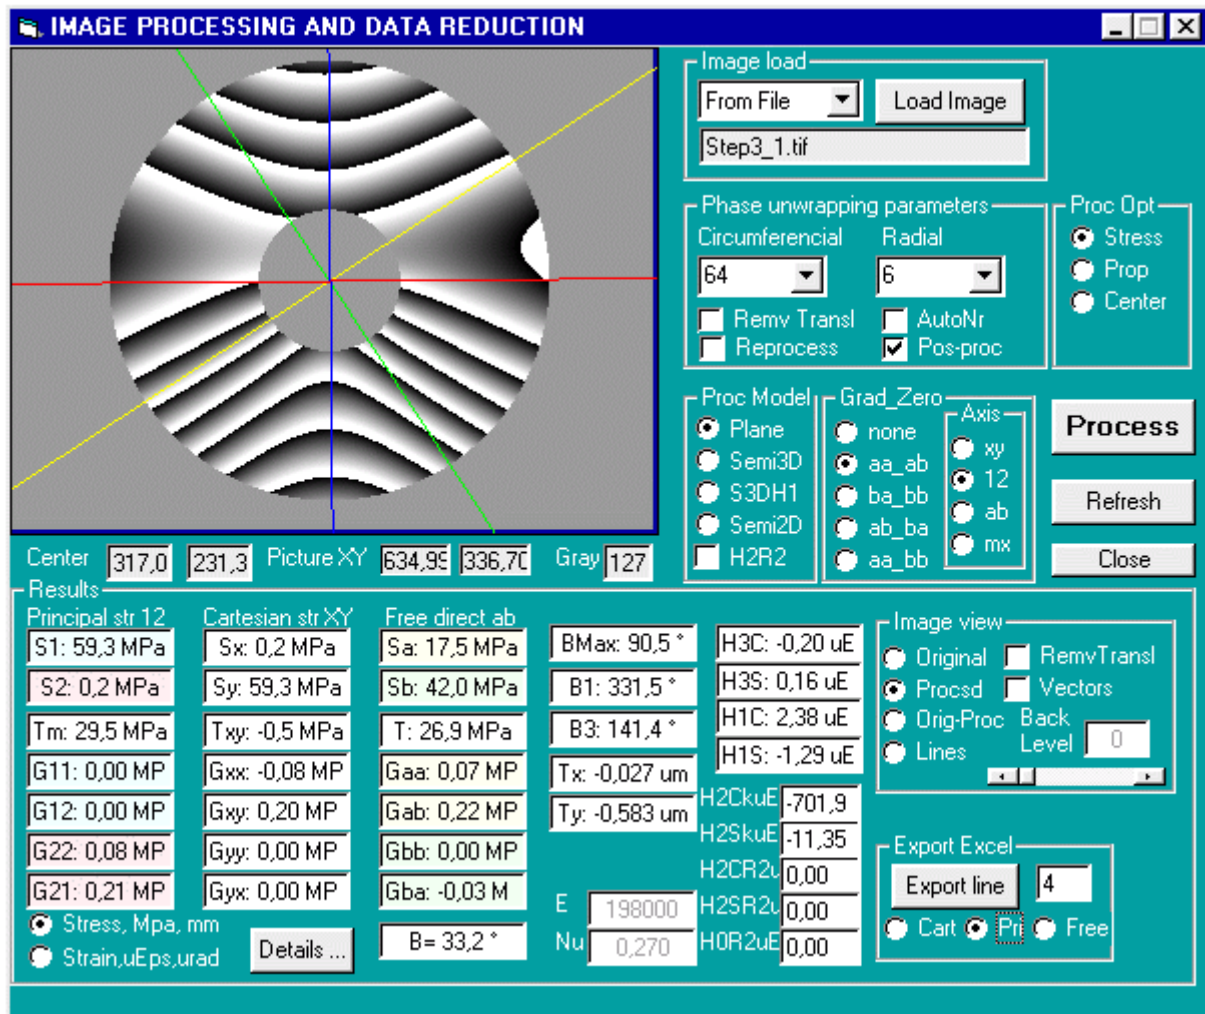 IMAGE PROCESSING AND DATA REDUCTION
Image load
From File
Load Image
Step3_1.tif
Phase unwrapping parameters
Circumferencial
Radial
64
6
Remv Transl
AutoNr
Reprocess
Pos-proc
Proc Opt
Stress
Prop
Center
Proc Model
Plane
Semi3D
S3DH1
Semi2D
H2R2
Grad_Zero
none
aa_ab
ba_bb
ab_ba
aa_bb
Axis
xy
12
ab
mx
Process
Refresh
Close
Center 317,0 231,3 Picture XY 634,95 336,70 Gray 127
Results
Principal str 12
S1: 59,3 MPa
S2: 0,2 MPa
Tm: 29,5 MPa
G11: 0,00 MP
G12: 0,00 MP
G22: 0,08 MP
G21: 0,21 MP
Stress, Mpa, mm
Strain,uEps,urad
Details ...
Cartesian str XY
Sx: 0,2 MPa
Sy: 59,3 MPa
Txy: -0,5 MPa
Gxx: -0,08 MP
Gxy: 0,20 MP
Gyy: 0,00 MP
Gyx: 0,00 MP
Free direct ab
Sa: 17,5 MPa
Sb: 42,0 MPa
T: 26,9 MPa
Gaa: 0,07 MP
Gab: 0,22 MP
Gbb: 0,00 MP
Gba: -0,03 M
B= 33,2 °
BMax: 90,5 °
B1: 331,5 °
B3: 141,4 °
Tx: -0,027 um
Ty: -0,583 um
E 198000
Nu 0,270
H3C: -0,20 uE
H3S: 0,16 uE
H1C: 2,38 uE
H1S: -1,29 uE
H2CkuE -701,9
H2SkuE -11,35
H2CR2u 0,00
H2SR2u 0,00
H0R2uE 0,00
Image view
Original
RemvTransl
Procsd
Vectors
Orig-Proc
Lines
Back
Level
0
Export Excel
Export line
4
Cart
Pri
Free